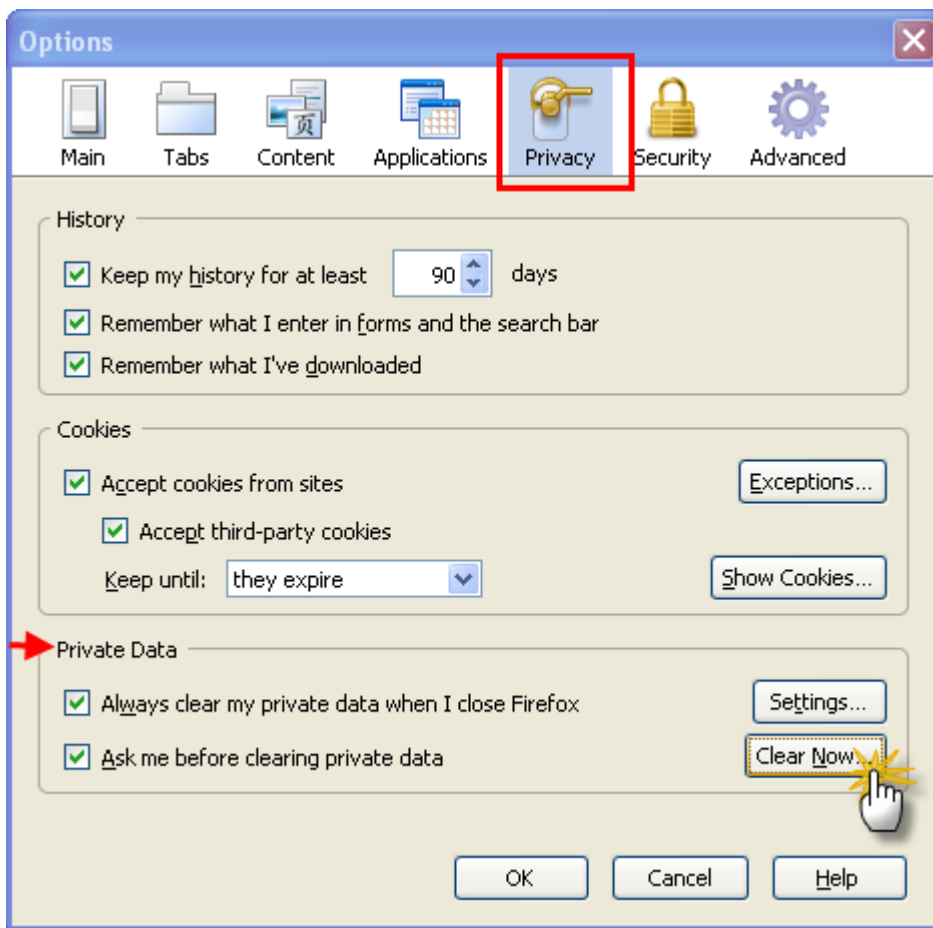 Options
Main Tabs Content Applications Privacy Security Advanced
页
History
Keep my history for at least 90 days
Remember what I enter in forms and the search bar
Remember what I've downloaded
Cookies
Accept cookies from sites Exceptions...
Accept third-party cookies
Keep until: they expire Show Cookies...
Private Data
Always clear my private data when I close Firefox Settings...
Ask me before clearing private data Clear Now...
OK Cancel Help